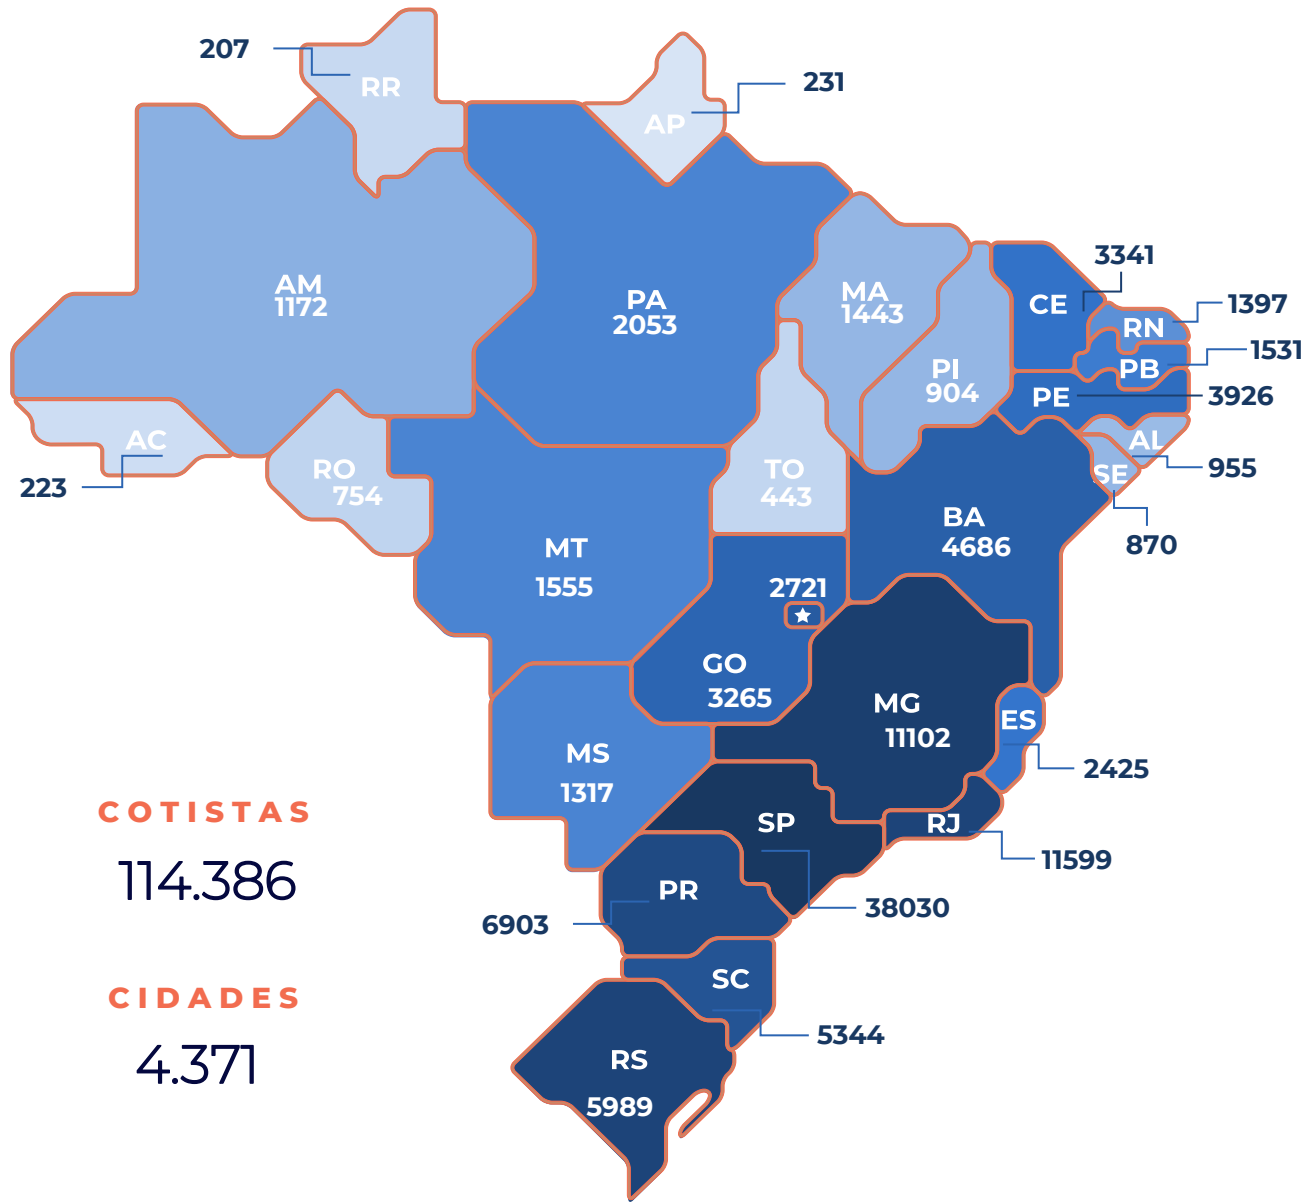 207
RR
231
AP
AM
1172
PA
2053
MA
1443
PI
904
3341
CE
1397
RN
1531
PB
3926
PE
AL
955
SE
870
AC
223
RO
754
TO
443
BA
4686
MT
1555
2721
GO
3265
MG
11102
ES
2425
MS
1317
SP
38030
RJ
11599
PR
6903
SC
5344
RS
5989
COTISTAS
114.386
CIDADES
4.371